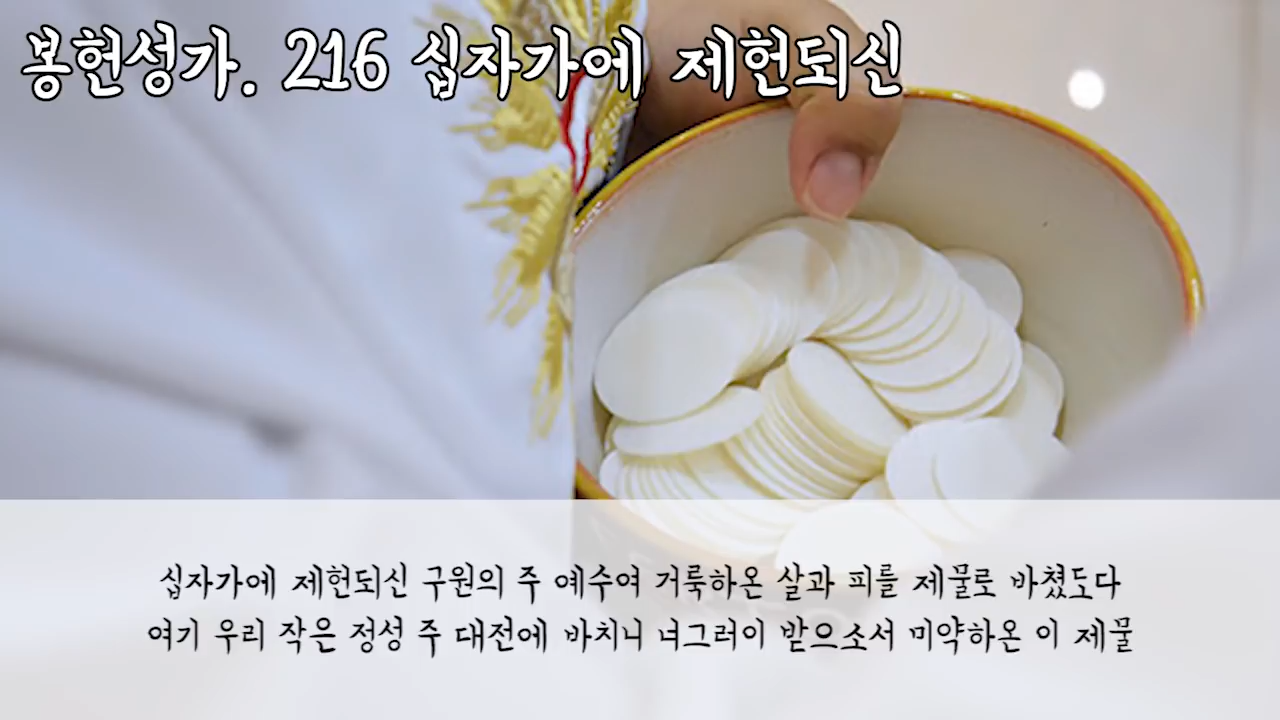 봉헌성가. 216 십자가에 제헌되신
십자가에 제헌되신 구원의 주 예수여 거룩하온 살과 피를 제물로 바쳤도다
여기 우리 작은 정성 주 대전에 바치니 너그러이 받으소서 미약하온 이 제물